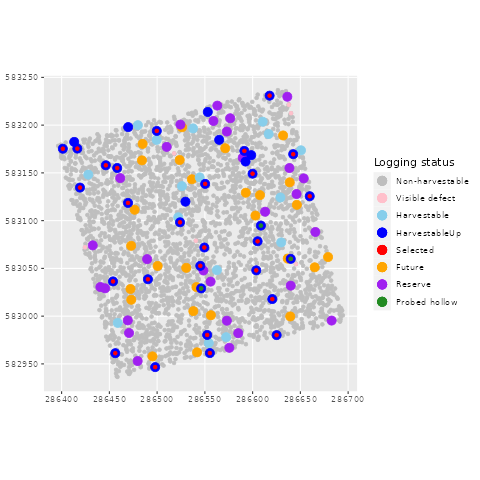 583250
583200
583150
583100
583050
583000
582950
286400 286450 286500 286550 286600 286650 286700
Logging status
Non-harvestable
Visible defect
Harvestable
HarvestableUp
Selected
Future
Reserve
Probed hollow